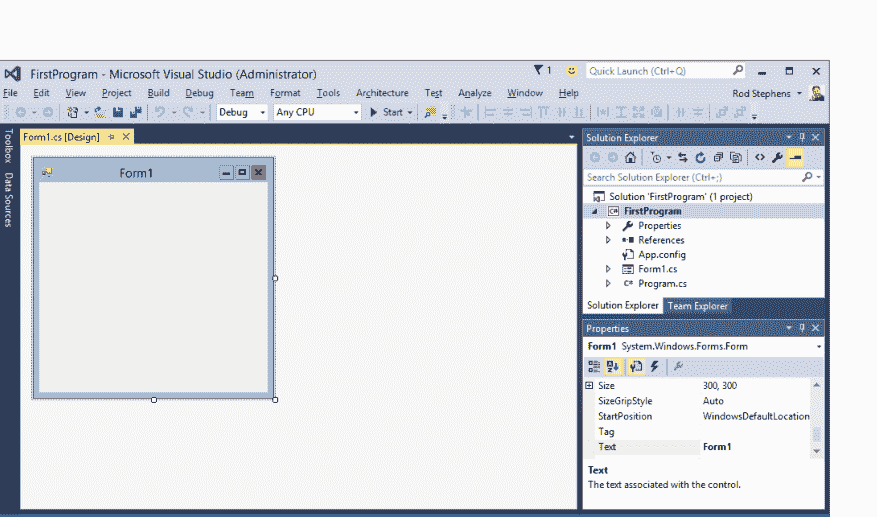 FirstProgram - Microsoft Visual Studio (Administrator)
1
Quick Launch (Ctrl+Q)
File Edit View Project Build Debug Team Format Tools Architecture Test Analyze Window Help
Rod Stephens
Debug Any CPU Start
Toolbox
Data Sources
Form1.cs [Design]
Form1
Solution Explorer
Search Solution Explorer (Ctrl+;)
Solution 'FirstProgram' (1 project)
C# FirstProgram
Properties
References
App.config
Form1.cs
C# Program.cs
Solution Explorer Team Explorer
Properties
Form1 System.Windows.Forms.Form
Size 300, 300
SizeGripStyle Auto
StartPosition WindowsDefaultLocation
Tag
Text Form1
Text
The text associated with the control.